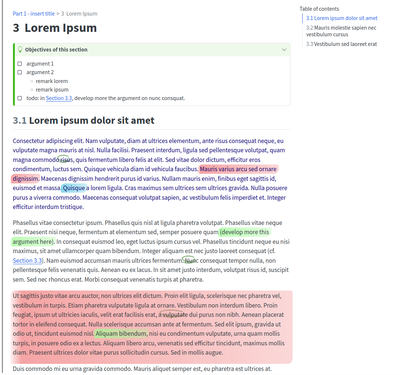 Part 1 - insert title > 3 Lorem Ipsum
3 Lorem Ipsum
Objectives of this section
argument 1
argument 2
remark lorem
remark ipsum
todo: in Section 3.3, develop more the argument on nunc consequat.
3.1 Lorem ipsum dolor sit amet
Consectetur adipiscing elit. Nam vulputate, diam at ultrices elementum, ante risus consequat neque, eu
vulputate magna mauris at nisl. Nulla facilisi. Praesent interdum, ligula sed pellentesque volutpat, quam
magna commodo, quis fermentum libero felis at elit. Sed vitae dolor dictum, efficitur eros
condimentum, luctus sem. Quisque vehicula diam id vehicula faucibus. Mauris varius arcu sed ornare
dignissim. Maecenas hendrerit purus id varius. Nullam mauris enim, finibus eget sagittis id,
euismod et massa. Quisque a lorem ligula. Cras maximus sem ultrices sem ultrices gravida. Nullam posuere
purus a viverra commodo. Maecenas consequat volutpat sapien, ac vestibulum felis imperdiet et. Integer
efficitur interdum tristique.
Phasellus vitae consectetur ipsum. Phasellus quis nisl at ligula pharetra volutpat. Phasellus vitae neque
elit. Praesent nisi neque, fermentum at elementum sed, semper posuere quam (develop more this
argument here). In consequat euismod leo, eget luctus ipsum cursus vel. Phasellus tincidunt neque eu nisi
maximus, sit amet ullamcorper quam bibendum. Integer aliquam est nec justo laoreet consequat (cf.
Section 3.3). Nam euismod accumsan mauris ultricies fermentum. Nunc consequat tempor nulla, non
pellentesque felis venenatis quis. Aenean eu ex lacus. In sit amet justo interdum, volutpat risus id, suscipit
sem. Sed nec rhoncus erat. Morbi consequat venenatis turpis a pharetra.
Ut sagittis justo vitae arcu auctor, non ultrices elit dictum. Proin elit ligula, scelerisque nec pharetra vel,
vestibulum in turpis. Etiam pharetra vulputate ligula at ornare. Vestibulum non interdum libero. Proin
feugiat, ipsum ut ultricies iaculis, velit erat facilisis erat, a vulputate dui purus non nibh. Aenean placerat
tortor in eleifend consequat. Nulla scelerisque accumsan ante at fermentum. Sed elit ipsum, gravida at
odio ut, tincidunt euismod nisl. Aliquam bibendum, nisi eu condimentum vulputate, urna quam mollis
turpis, in posuere odio ex a lectus. Aliquam libero arcu, venenatis sed efficitur tincidunt, maximus mollis
diam. Praesent ultricies dolor vitae purus sollicitudin cursus. Sed in mollis augue.
Duis commodo mi eu urna gravida commodo. Mauris aliquet semper est, eu pharetra est ultrices at.
Table of contents
3.1 Lorem ipsum dolor sit amet
3.2 Mauris molestie sapien nec
vestibulum cursus
3.3 Vestibulum sed laoreet erat